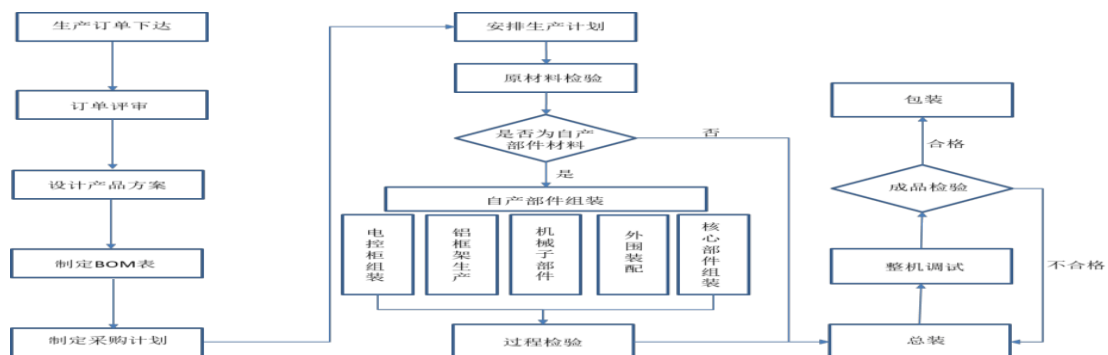 生产订单下达
订单评审
设计产品方案
制定BOM表
制定采购计划
安排生产计划
原材料检验
是否为自产
部件材料
否
是
自产部件组装
电控柜组装
铝框架生产
机械子部件
外围装配
核心部件组装
过程检验
总装
整机调试
成品检验
合格
不合格
包装